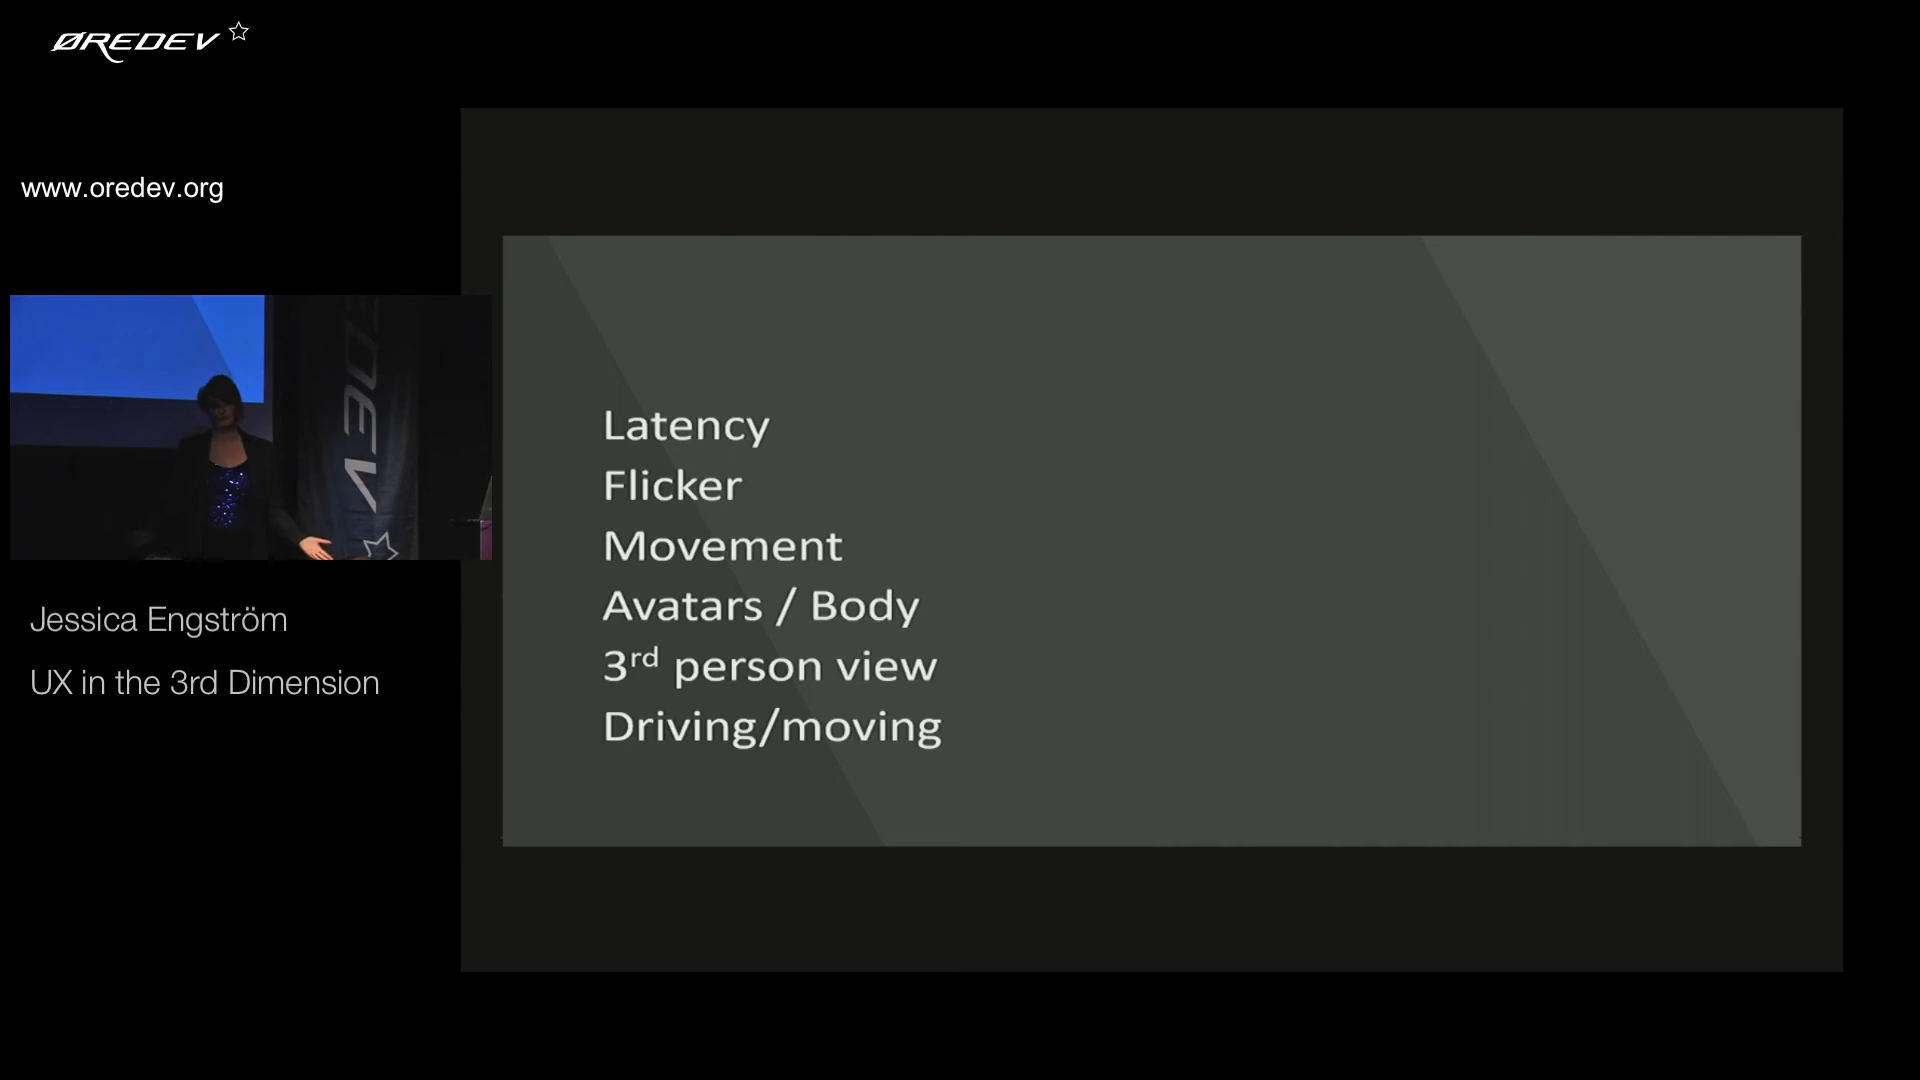 ØREDEV
www.oredev.org
EDEV
Jessica Engström
UX in the 3rd Dimension
Latency
Flicker
Movement
Avatars / Body
3rd person view
Driving/moving